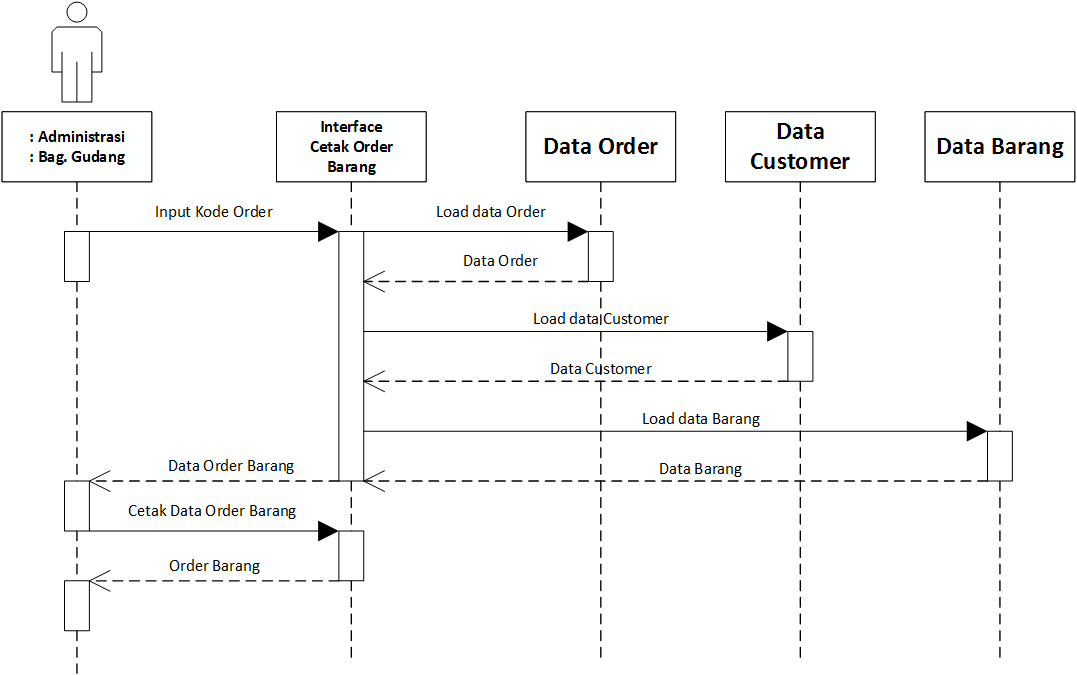 : Administrasi
: Bag. Gudang
Interface
Cetak Order
Barang
Data Order
Data
Customer
Data Barang
Input Kode Order
Load data Order
Data Order
Load data Customer
Data Customer
Load data Barang
Data Order Barang
Data Barang
Cetak Data Order Barang
Order Barang